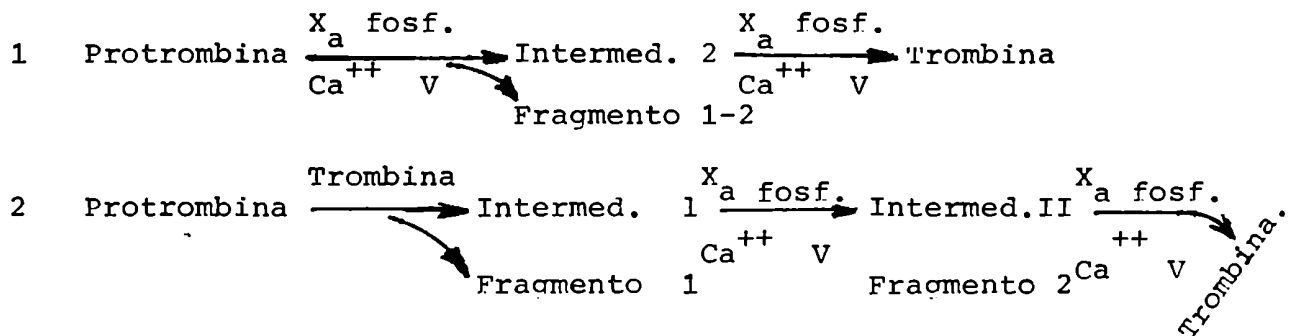 Xa fosf. Xa fosf.
1 Protrombina Intermed. 2 Trombina
Ca++ V Ca++ V
Fragmento 1-2
Trombina Xa fosf. Xa fosf.
2 Protrombina Intermed. 1 Intermed.II
Ca++ V Ca++ V
Fragmento 1 Fragmento 2
Trombina.